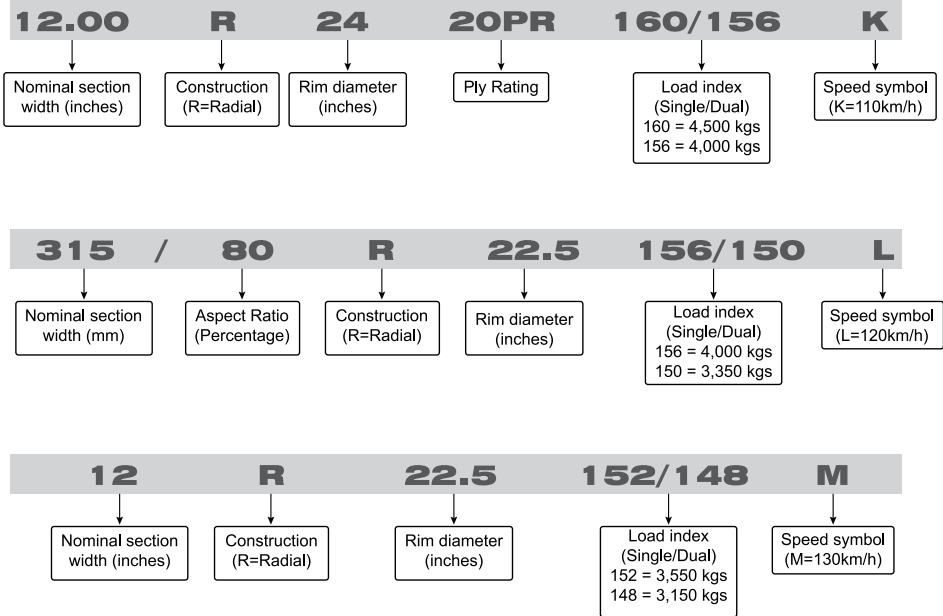 12.00 R 24 20PR 160/156 K
Nominal section
width (inches)
Construction
(R=Radial)
Rim diameter
(inches)
Ply Rating
Load index
(Single/Dual)
160 = 4,500 kgs
156 = 4,000 kgs
Speed symbol
(K=110km/h)
315 / 80 R 22.5 156/150 L
Nominal section
width (mm)
Aspect Ratio
(Percentage)
Construction
(R=Radial)
Rim diameter
(inches)
Load index
(Single/Dual)
156 = 4,000 kgs
150 = 3,350 kgs
Speed symbol
(L=120km/h)
12 R 22.5 152/148 M
Nominal section
width (inches)
Construction
(R=Radial)
Rim diameter
(inches)
Load index
(Single/Dual)
152 = 3,550 kgs
148 = 3,150 kgs
Speed symbol
(M=130km/h)